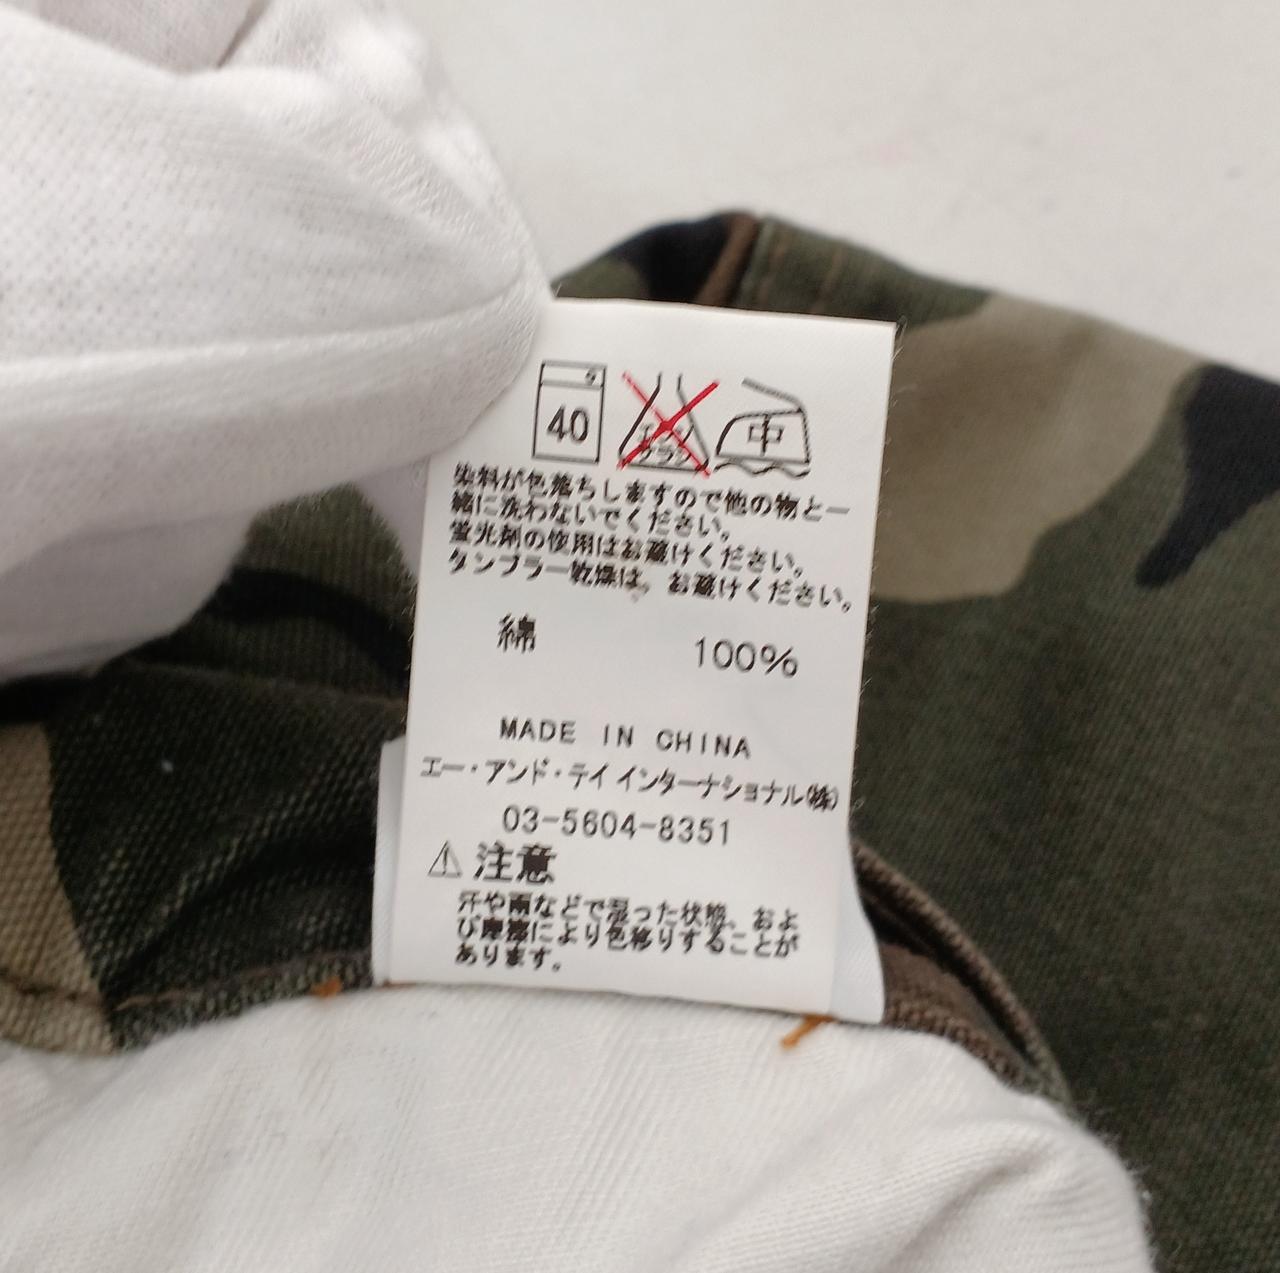 40 エンソ サラシ 中
染料が色落ちしますので他の物と一
緒に洗わないでください。
蛍光剤の使用はお避けください。
タンブラー乾燥は、お避けください。
綿 100%
MADE IN CHINA
エー・アンド・テイ インターナショナル(株)
03-5604-8351
⚠ 注意
汗や雨などで湿った状態、およ
び摩擦により色移りすることが
あります。